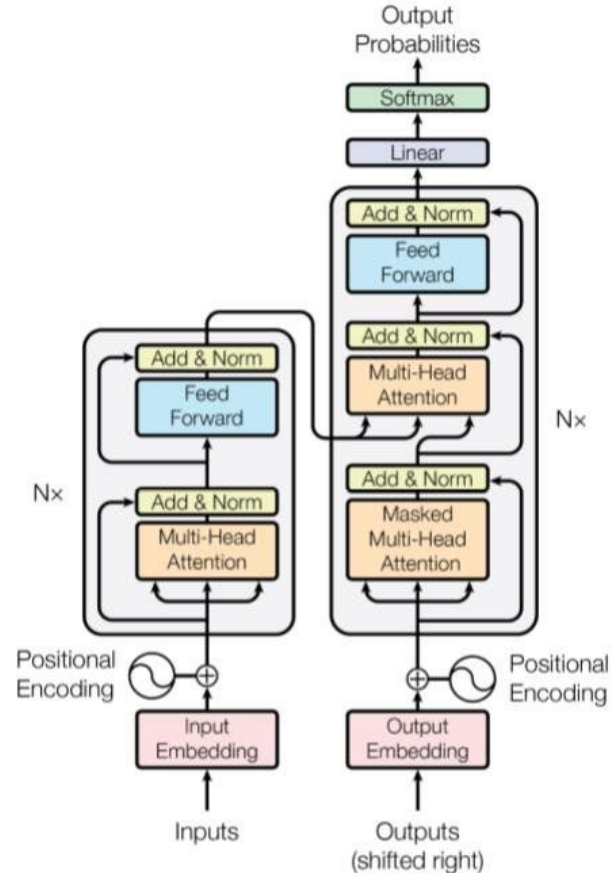 Output
Probabilities
Softmax
Linear
Add & Norm
Feed
Forward
Add & Norm
Multi-Head
Attention
Add & Norm
Masked
Multi-Head
Attention
Nx
Add & Norm
Feed
Forward
Add & Norm
Multi-Head
Attention
Nx
Positional
Encoding
Positional
Encoding
Input
Embedding
Output
Embedding
Inputs
Outputs
(shifted right)